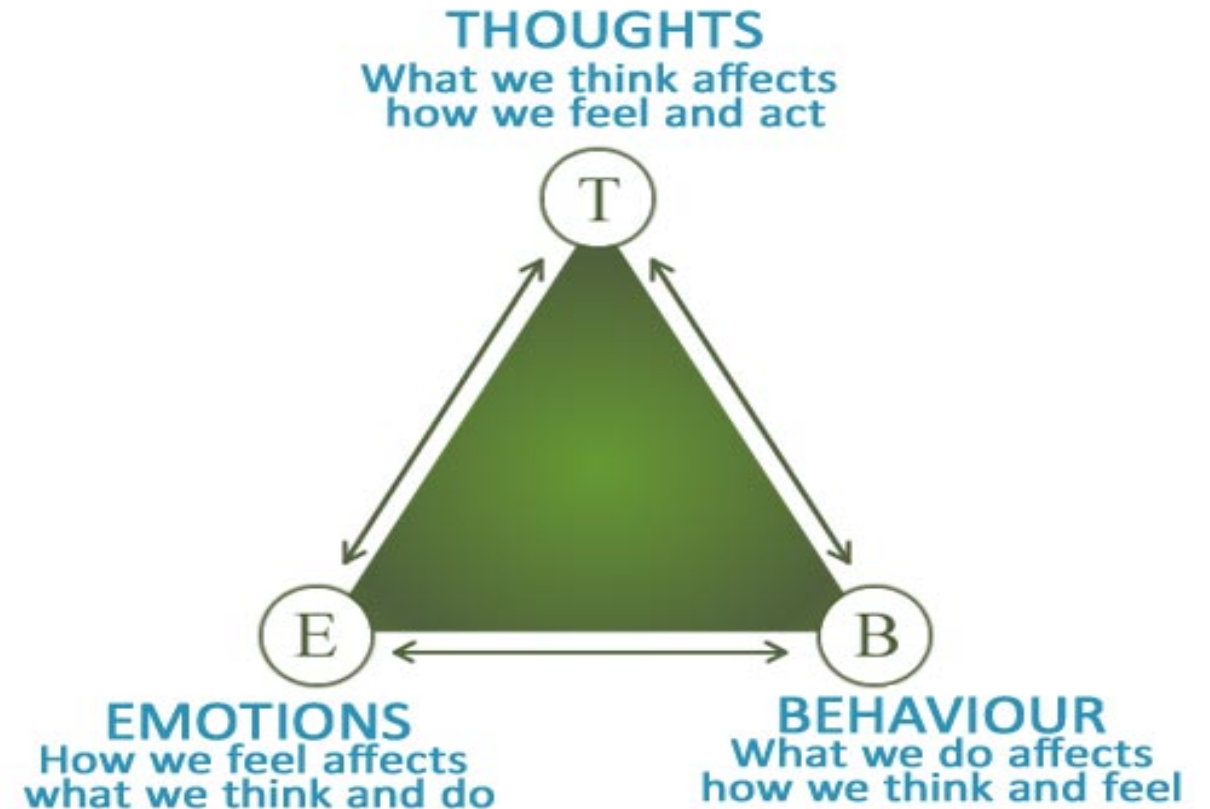 THOUGHTS
What we think affects
how we feel and act
T
E
B
EMOTIONS
How we feel affects
what we think and do
BEHAVIOUR
What we do affects
how we think and feel